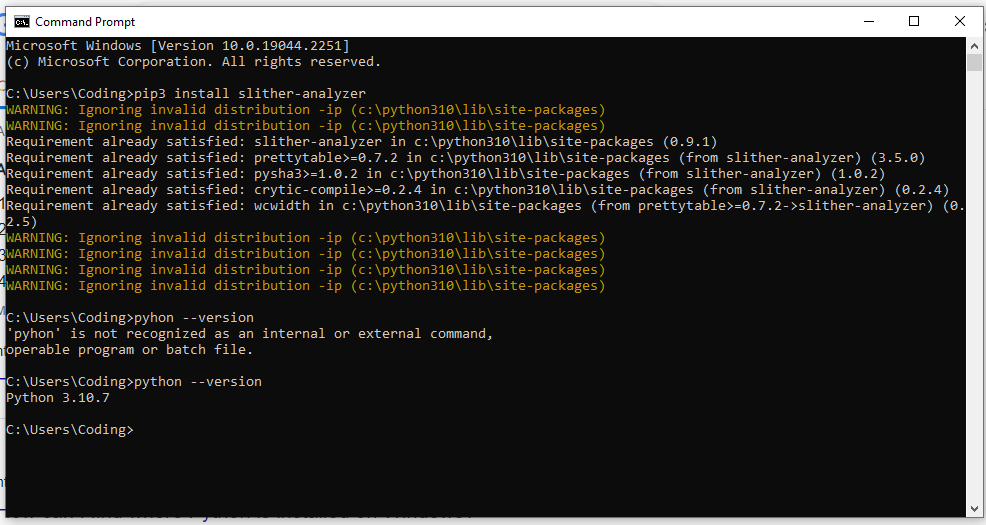 Command Prompt
Microsoft Windows [Version 10.0.19044.2251]
(c) Microsoft Corporation. All rights reserved.
C:\Users\Coding>pip3 install slither-analyzer
WARNING: Ignoring invalid distribution -ip (c:\python310\lib\site-packages)
WARNING: Ignoring invalid distribution -ip (c:\python310\lib\site-packages)
Requirement already satisfied: slither-analyzer in c:\python310\lib\site-packages (0.9.1)
Requirement already satisfied: prettytable>=0.7.2 in c:\python310\lib\site-packages (from slither-analyzer) (3.5.0)
Requirement already satisfied: pysha3>=1.0.2 in c:\python310\lib\site-packages (from slither-analyzer) (1.0.2)
Requirement already satisfied: crytic-compile>=0.2.4 in c:\python310\lib\site-packages (from slither-analyzer) (0.2.4)
Requirement already satisfied: wcwidth in c:\python310\lib\site-packages (from prettytable>=0.7.2->slither-analyzer) (0.
2.5)
WARNING: Ignoring invalid distribution -ip (c:\python310\lib\site-packages)
WARNING: Ignoring invalid distribution -ip (c:\python310\lib\site-packages)
WARNING: Ignoring invalid distribution -ip (c:\python310\lib\site-packages)
WARNING: Ignoring invalid distribution -ip (c:\python310\lib\site-packages)
C:\Users\Coding>pyhon --version
'pyhon' is not recognized as an internal or external command,
operable program or batch file.
C:\Users\Coding>python --version
Python 3.10.7
C:\Users\Coding>